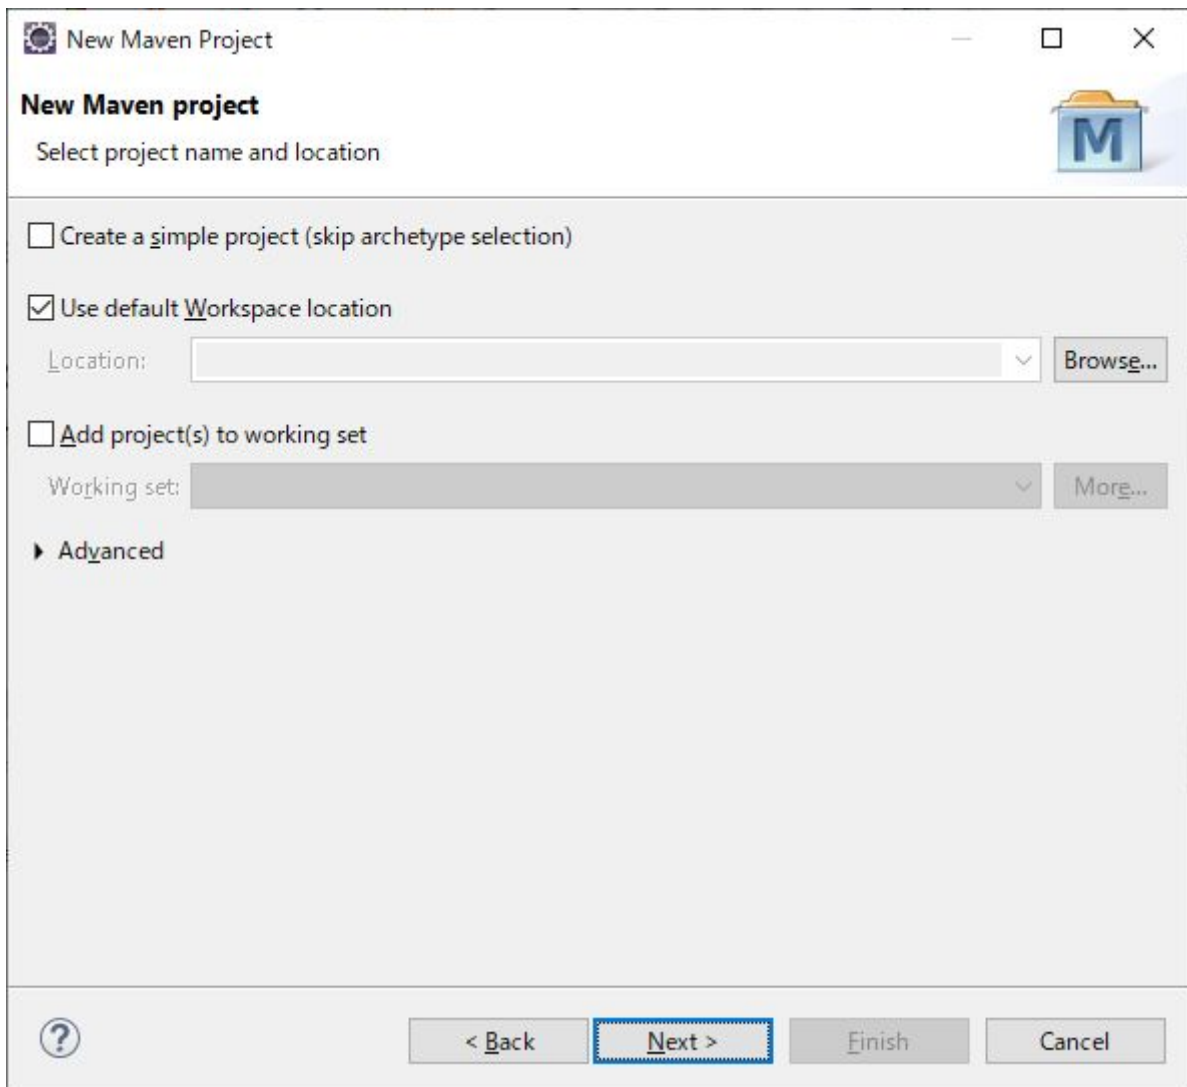 New Maven Project
New Maven project
Select project name and location
M
Create a simple project (skip archetype selection)
Use default Workspace location
Location:
Browse...
Add project(s) to working set
Working set:
More...
Advanced
?
< Back
Next >
Finish
Cancel